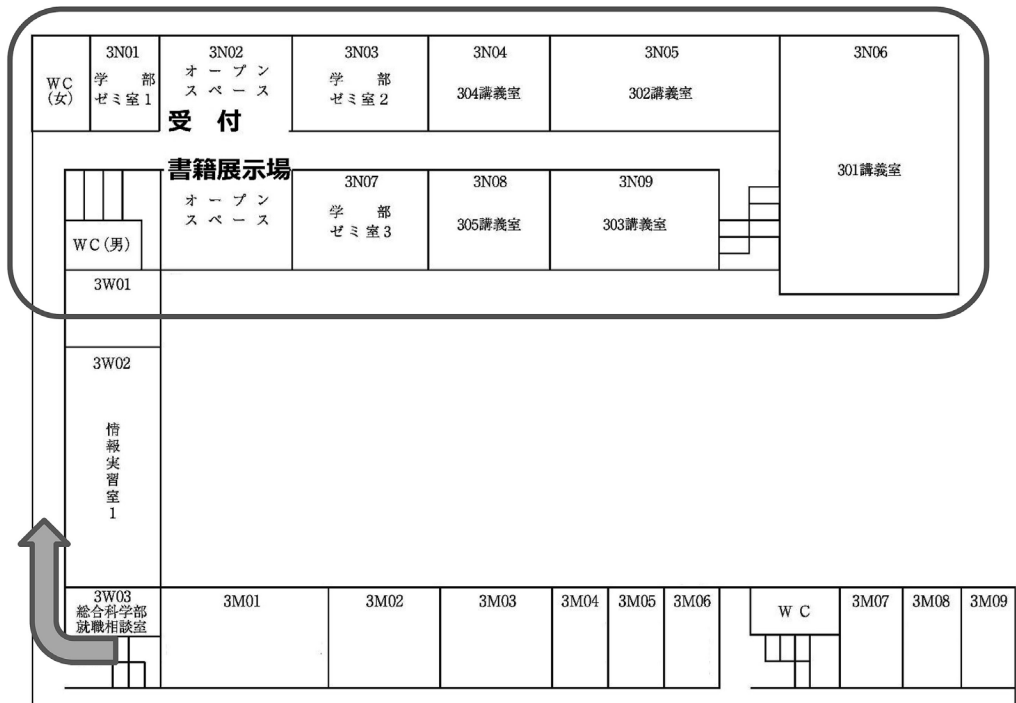 WC
(女)
3N01
学 部
ゼミ室1
3N02
オープン
スペース
受 付
3N03
学 部
ゼミ室2
3N04
304講義室
3N05
302講義室
3N06
301講義室
書籍展示場
オープン
スペース
3N07
学 部
ゼミ室3
3N08
305講義室
3N09
303講義室
WC(男)
3W01
3W02
情報実習室1
3W03
総合科学部
就職相談室
3M01
3M02
3M03
3M04
3M05
3M06
WC
3M07
3M08
3M09